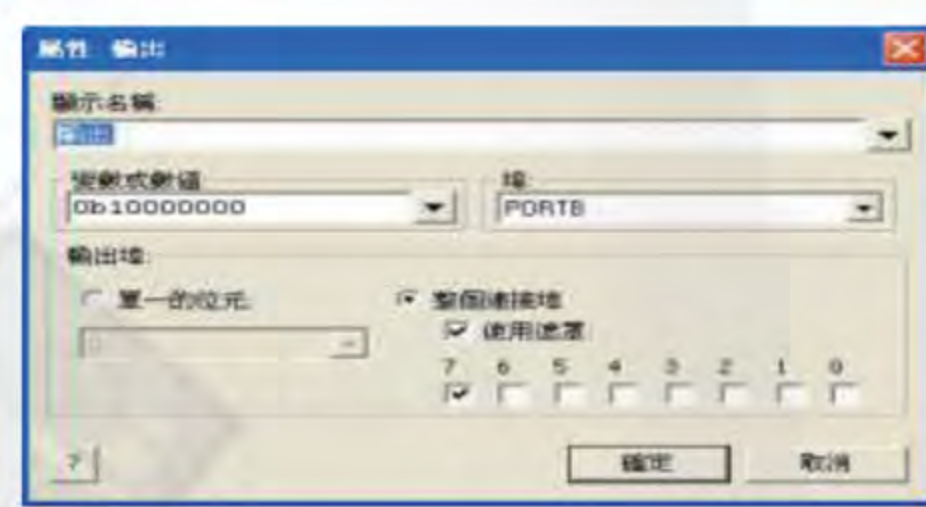 屬性 輸出
顯示名稱:
輸出
變數或數值
0b10000000
埠:
PORTB
輸出埠:
單一的位元:
整個連接埠
0
使用遮罩:
7 6 5 4 3 2 1 0
?
確定
取消